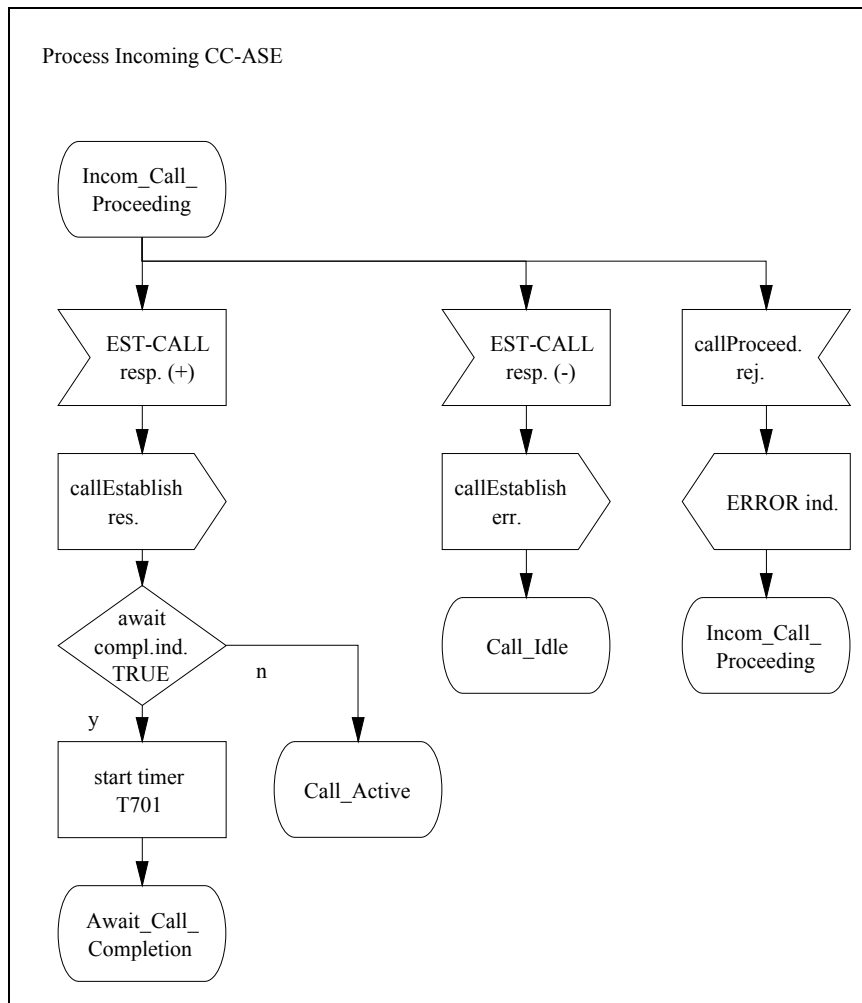 Process Incoming CC-ASE
Incom_Call_
Proceeding
EST-CALL
resp. (+)
EST-CALL
resp. (-)
callProceed.
rej.
callEstablish
res.
callEstablish
err.
ERROR ind.
await
compl.ind.
TRUE
n
y
Call_Idle
Incom_Call_
Proceeding
start timer
T701
Call_Active
Await_Call_
Completion